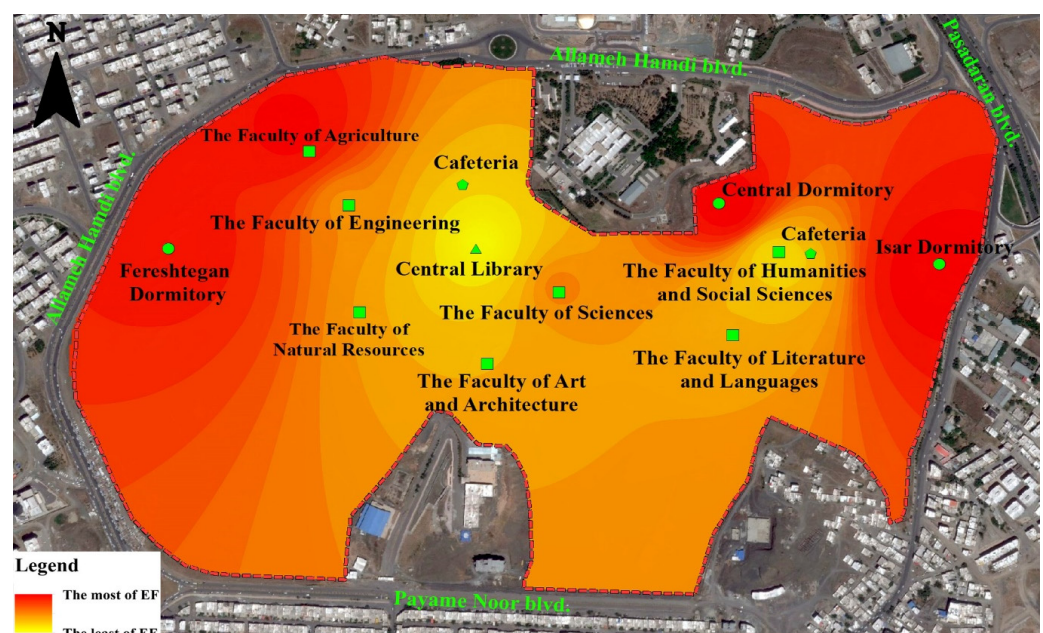 N
Allameh Hamdi blvd.
Pasadaran blvd.
The Faculty of Agriculture
Cafeteria
Central Dormitory
Allameh Hamdi blvd.
The Faculty of Engineering
Cafeteria
Isar Dormitory
Fereshtegan
Dormitory
Central Library
The Faculty of Humanities
and Social Sciences
The Faculty of Sciences
The Faculty of
Natural Resources
The Faculty of Literature
and Languages
The Faculty of Art
and Architecture
Legend
The most of EF
The least of EF
Payame Noor blvd.